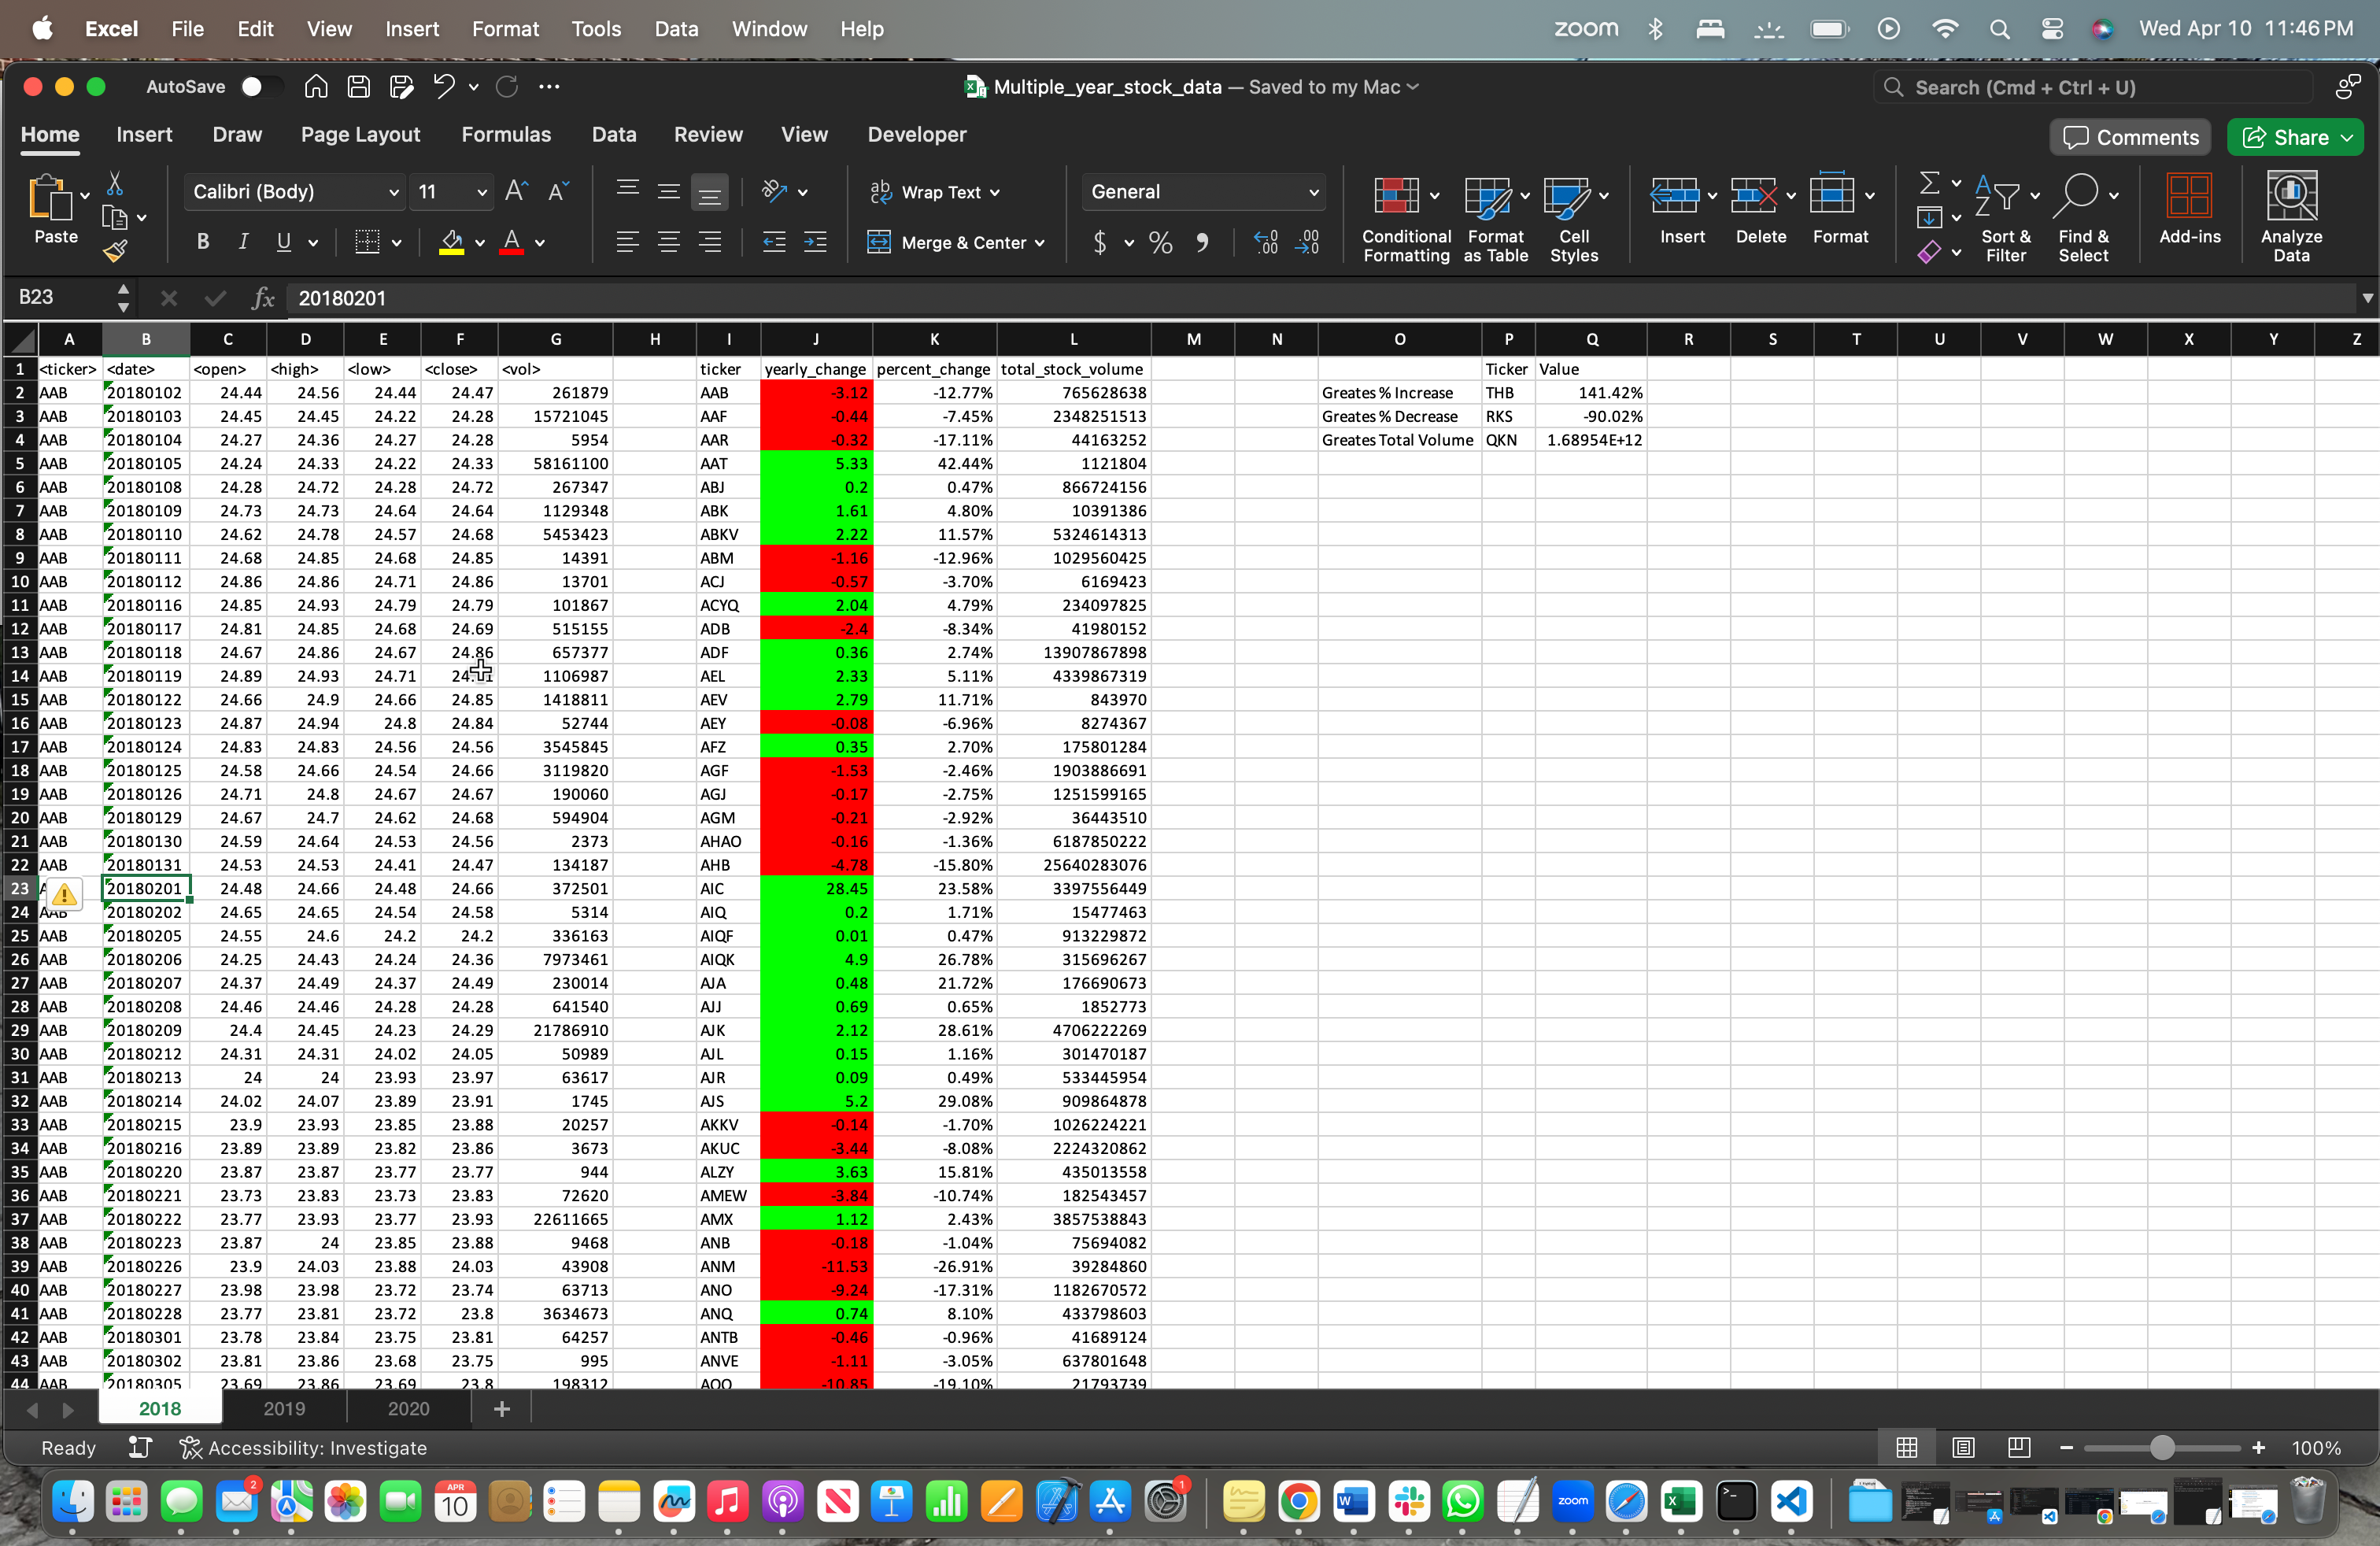 Excel File Edit View Insert Format Tools Data Window Help zoom Wed Apr 10 11:46 PM
AutoSave Multiple_year_stock_data — Saved to my Mac Search (Cmd + Ctrl + U)
Home Insert Draw Page Layout Formulas Data Review View Developer Comments Share
Paste Calibri (Body) 11 Wrap Text Merge & Center General Conditional Formatting Format as Table Cell Styles Insert Delete Format Sort & Filter Find & Select Add-ins Analyze Data
B23 fx 20180201
A B C D E F G H I J K L M N O P Q R S T U V W X Y Z
1 <ticker> <date> <open> <high> <low> <close> <vol> ticker yearly_change percent_change total_stock_volume Ticker Value
2 AAB 20180102 24.44 24.56 24.44 24.47 261879 AAB -3.12 -12.77% 765628638 Greates % Increase THB 141.42%
3 AAB 20180103 24.45 24.45 24.22 24.28 15721045 AAF -0.44 -7.45% 2348251513 Greates % Decrease RKS -90.02%
4 AAB 20180104 24.27 24.36 24.27 24.28 5954 AAR -0.32 -17.11% 44163252 Greates Total Volume QKN 1.68954E+12
5 AAB 20180105 24.24 24.33 24.22 24.33 58161100 AAT 5.33 42.44% 1121804
6 AAB 20180108 24.28 24.72 24.28 24.72 267347 ABJ 0.2 0.47% 866724156
7 AAB 20180109 24.73 24.73 24.64 24.64 1129348 ABK 1.61 4.80% 10391386
8 AAB 20180110 24.62 24.78 24.57 24.68 5453423 ABKV 2.22 11.57% 5324614313
9 AAB 20180111 24.68 24.85 24.68 24.85 14391 ABM -1.16 -12.96% 1029560425
10 AAB 20180112 24.86 24.86 24.71 24.86 13701 ACJ -0.57 -3.70% 6169423
11 AAB 20180116 24.85 24.93 24.79 24.79 101867 ACYQ 2.04 4.79% 234097825
12 AAB 20180117 24.81 24.85 24.68 24.69 515155 ADB -2.4 -8.34% 41980152
13 AAB 20180118 24.67 24.86 24.67 24.86 657377 ADF 0.36 2.74% 13907867898
14 AAB 20180119 24.89 24.93 24.71 1106987 AEL 2.33 5.11% 4339867319
15 AAB 20180122 24.66 24.9 24.66 24.85 1418811 AEV 2.79 11.71% 843970
16 AAB 20180123 24.87 24.94 24.8 24.84 52744 AEY -0.08 -6.96% 8274367
17 AAB 20180124 24.83 24.83 24.56 24.56 3545845 AFZ 0.35 2.70% 175801284
18 AAB 20180125 24.58 24.66 24.54 24.66 3119820 AGF -1.53 -2.46% 1903886691
19 AAB 20180126 24.71 24.8 24.67 24.67 190060 AGJ -0.17 -2.75% 1251599165
20 AAB 20180129 24.67 24.7 24.62 24.68 594904 AGM -0.21 -2.92% 36443510
21 AAB 20180130 24.59 24.64 24.53 24.56 2373 AHAO -0.16 -1.36% 6187850222
22 AAB 20180131 24.53 24.53 24.41 24.47 134187 AHB -4.78 -15.80% 25640283076
23 20180201 24.48 24.66 24.48 24.66 372501 AIC 28.45 23.58% 3397556449
24 AAB 20180202 24.65 24.65 24.54 24.58 5314 AIQ 0.2 1.71% 15477463
25 AAB 20180205 24.55 24.6 24.2 24.2 336163 AIQF 0.01 0.47% 913229872
26 AAB 20180206 24.25 24.43 24.24 24.36 7973461 AIQK 4.9 26.78% 315696267
27 AAB 20180207 24.37 24.49 24.37 24.49 230014 AJA 0.48 21.72% 176690673
28 AAB 20180208 24.46 24.46 24.28 24.28 641540 AJJ 0.69 0.65% 1852773
29 AAB 20180209 24.4 24.45 24.23 24.29 21786910 AJK 2.12 28.61% 4706222269
30 AAB 20180212 24.31 24.31 24.02 24.05 50989 AJL 0.15 1.16% 301470187
31 AAB 20180213 24 24 23.93 23.97 63617 AJR 0.09 0.49% 533445954
32 AAB 20180214 24.02 24.07 23.89 23.91 1745 AJS 5.2 29.08% 909864878
33 AAB 20180215 23.9 23.93 23.85 23.88 20257 AKKV -0.14 -1.70% 1026224221
34 AAB 20180216 23.89 23.89 23.82 23.86 3673 AKUC -3.44 -8.08% 2224320862
35 AAB 20180220 23.87 23.87 23.77 23.77 944 ALZY 3.63 15.81% 435013558
36 AAB 20180221 23.73 23.83 23.73 23.83 72620 AMEW -3.84 -10.74% 182543457
37 AAB 20180222 23.77 23.93 23.77 23.93 22611665 AMX 1.12 2.43% 3857538843
38 AAB 20180223 23.87 24 23.85 23.88 9468 ANB -0.18 -1.04% 75694082
39 AAB 20180226 23.9 24.03 23.88 24.03 43908 ANM -11.53 -26.91% 39284860
40 AAB 20180227 23.98 23.98 23.72 23.74 63713 ANO -9.24 -17.31% 1182670572
41 AAB 20180228 23.77 23.81 23.72 23.8 3634673 ANQ 0.74 8.10% 433798603
42 AAB 20180301 23.78 23.84 23.75 23.81 64257 ANTB -0.46 -0.96% 41689124
43 AAB 20180302 23.81 23.86 23.68 23.75 995 ANVE -1.11 -3.05% 637801648
44 AAB 20180305 23.69 23.86 23.69 23.8 198312 AOO -10.85 -19.10% 21793739
2018 2019 2020 +
Ready Accessibility: Investigate 100%
2 APR 10 1 zoom